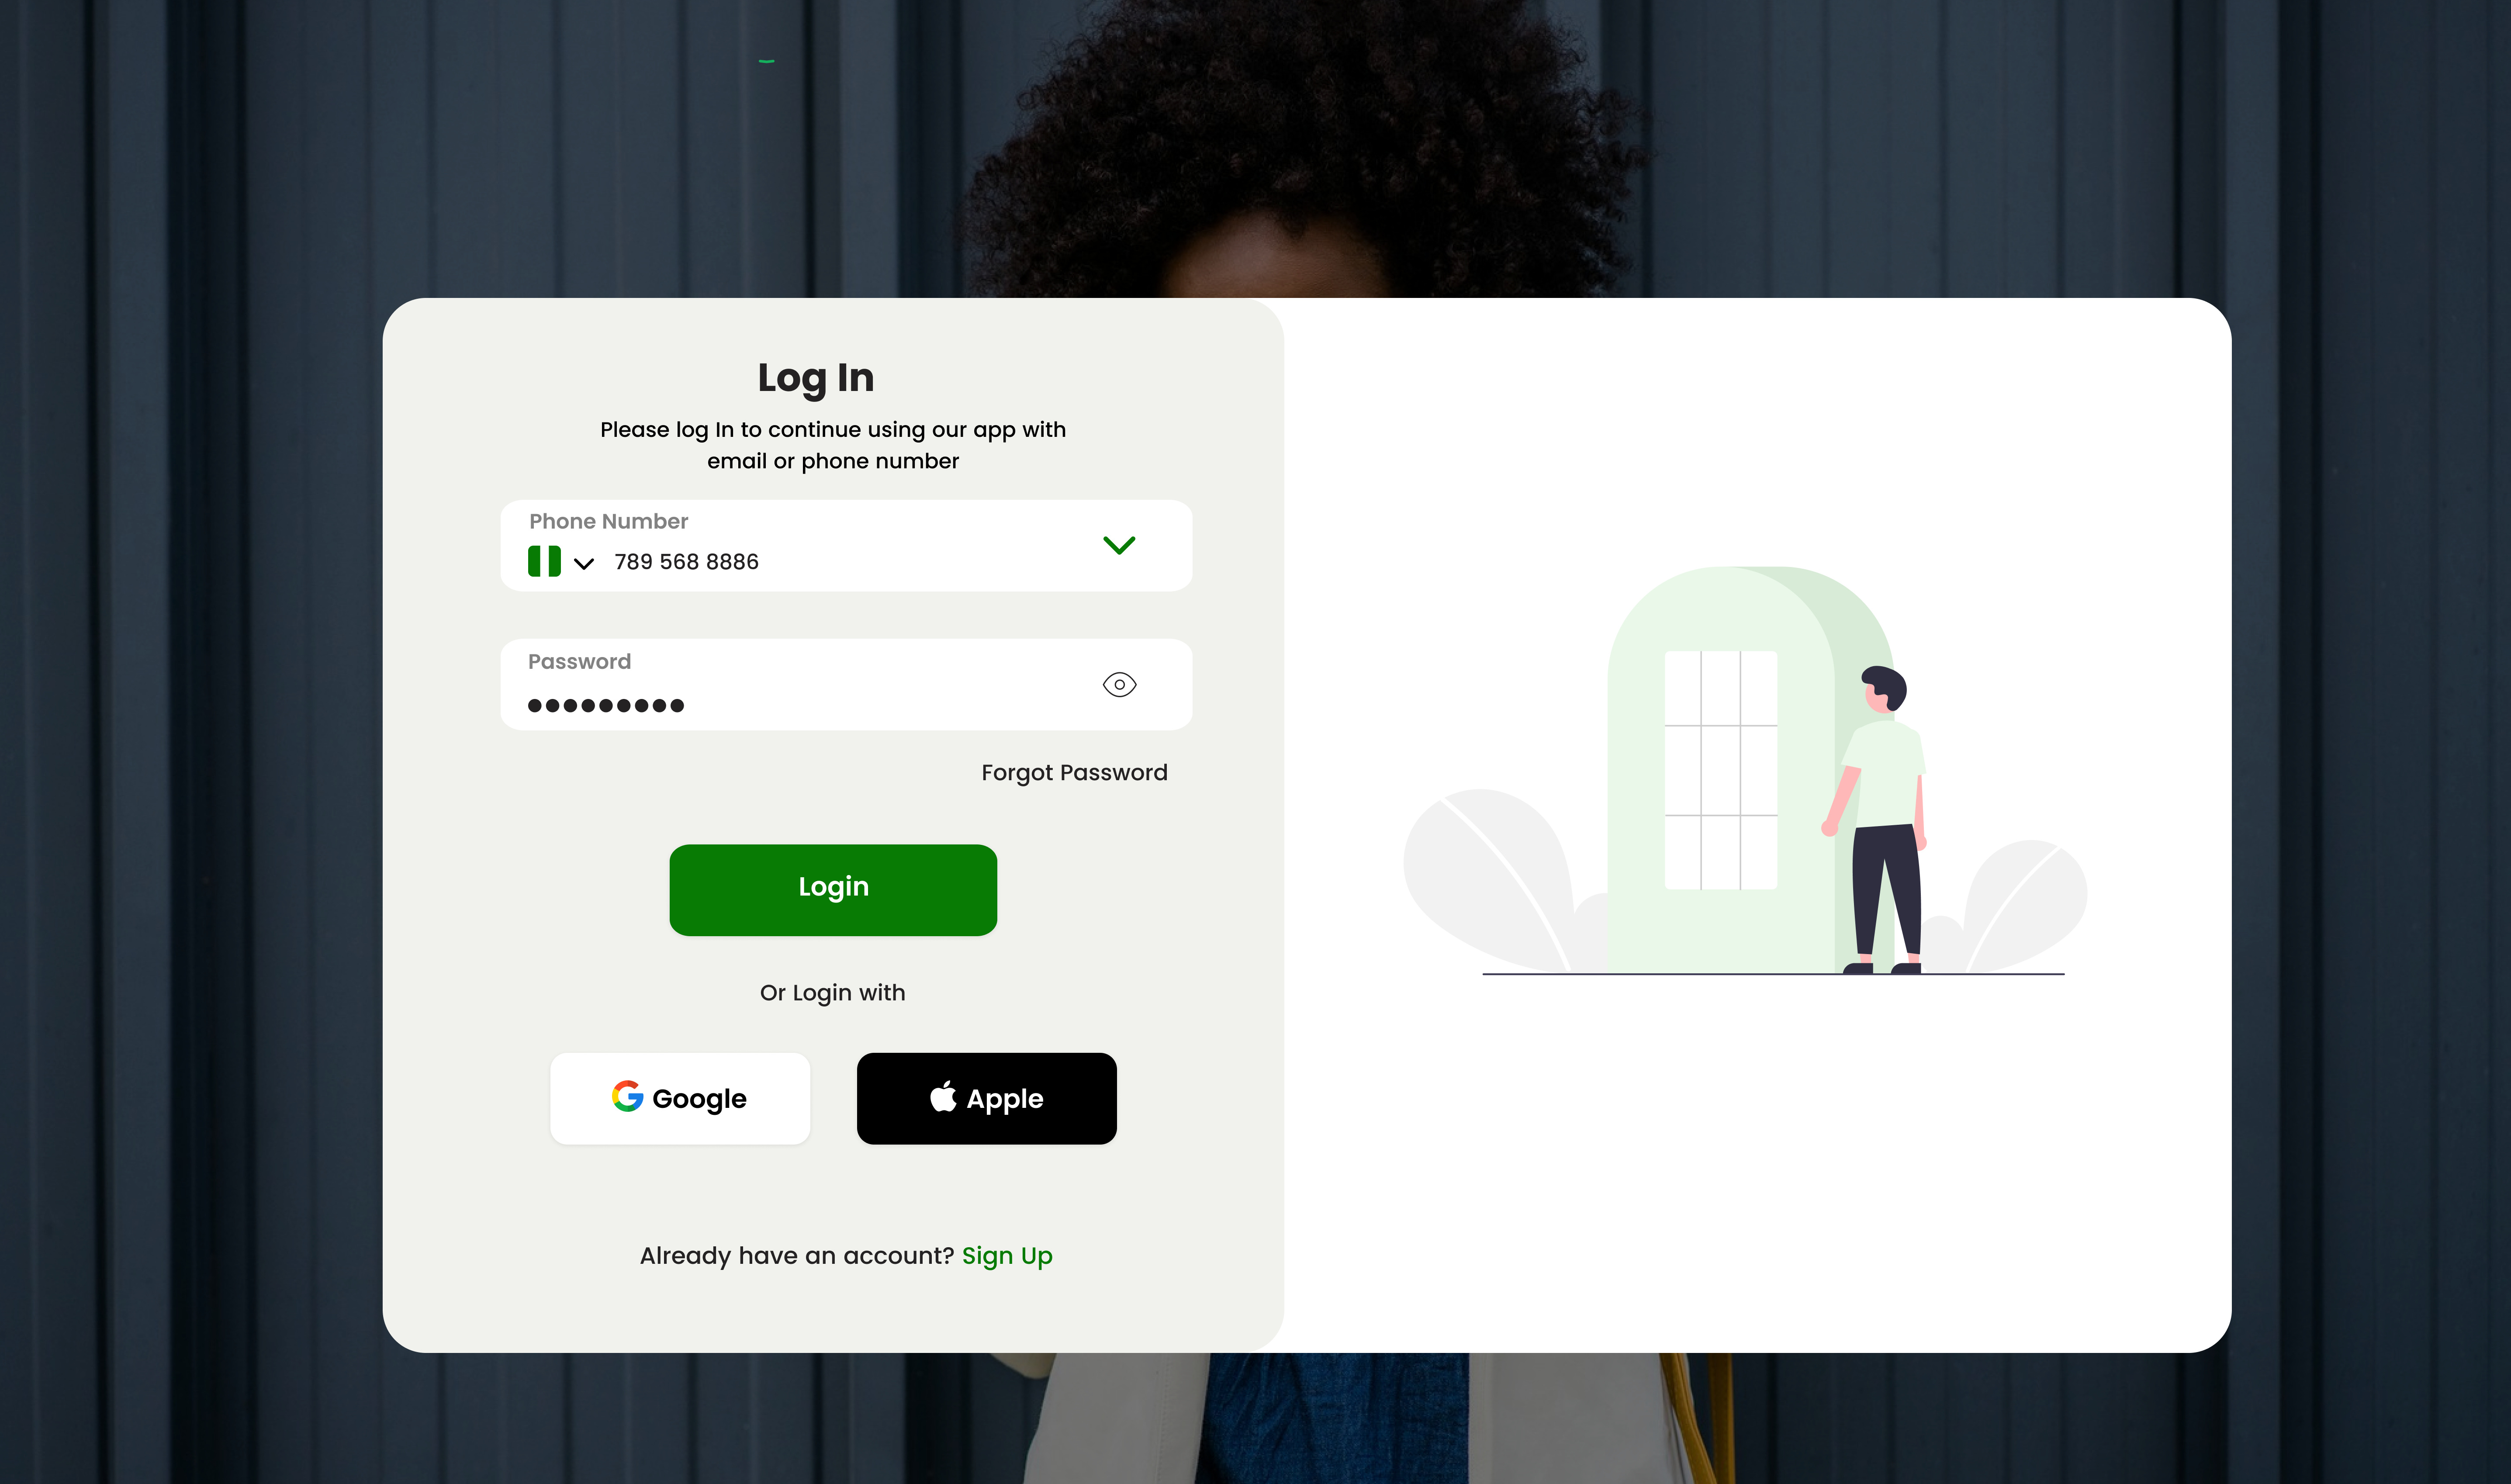 Log In
Please log In to continue using our app with
email or phone number
Phone Number
789 568 8886
Password
Forgot Password
Login
Or Login with
Google
Apple
Already have an account? Sign Up